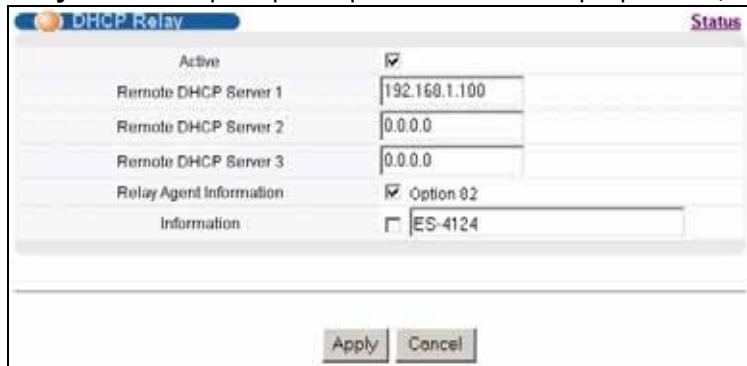 DHCP Relay
Status
Active
Remote DHCP Server 1 192.168.1.100
Remote DHCP Server 2 0.0.0.0
Remote DHCP Server 3 0.0.0.0
Relay Agent Information Option 82
Information ES-4124
Apply Cancel